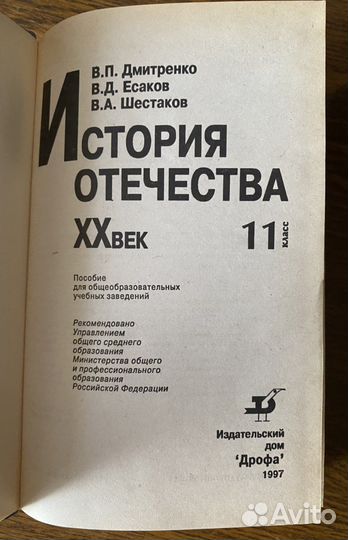 В.П. Дмитренко
В.Д. Есаков
В.А. Шестаков
ИСТОРИЯ
ОТЕЧЕСТВА
XX ВЕК 11 класс
Пособие
для общеобразовательных
учебных заведений
Рекомендовано
Управлением
общего среднего
образования
Министерства общего
и профессионального
образования
Российской Федерации
Издательский
дом
'Дрофа'
1997
Avito